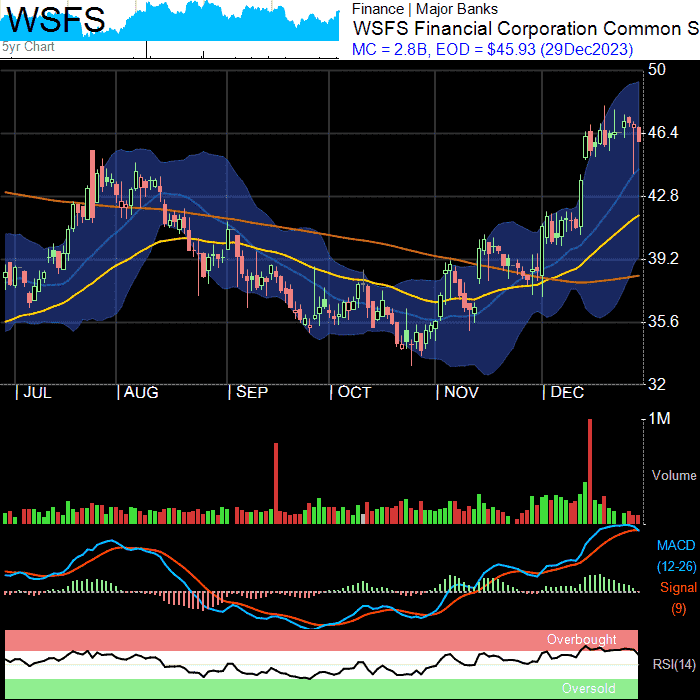 WSFS
5yr Chart
Finance | Major Banks
WSFS Financial Corporation Common S
MC = 2.8B, EOD = $45.93 (29Dec2023)
50
46.4
42.8
39.2
35.6
32
JUL AUG SEP OCT NOV DEC
1M
Volume
MACD
(12-26)
Signal
(9)
Overbought
RSI(14)
Oversold